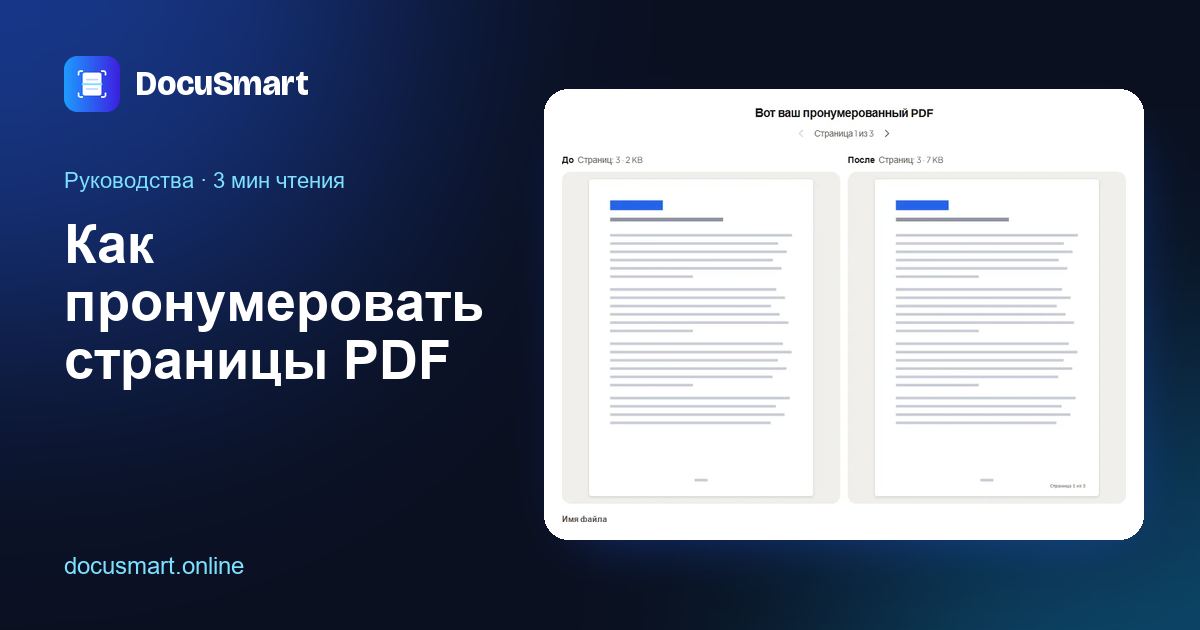 DocuSmart
Руководства · 3 мин чтения
Как
пронумеровать
страницы PDF
docusmart.online
Вот ваш пронумерованный PDF
Страница 1 из 3
До Страниц: 3 · 2 KB
После Страниц: 3 · 7 KB
Страница 1 из 3
Имя файла